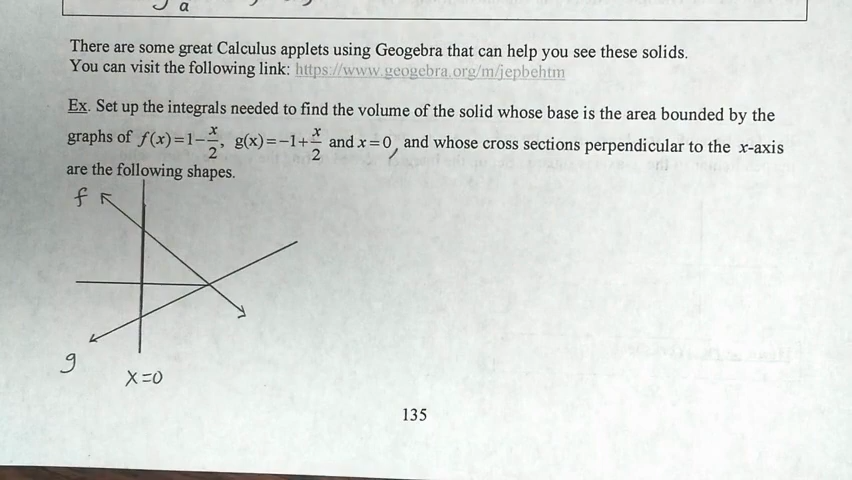 a
There are some great Calculus applets using Geogebra that can help you see these solids.
You can visit the following link: https://www.geogebra.org/m/jepbehtm
Ex. Set up the integrals needed to find the volume of the solid whose base is the area bounded by the
graphs of f(x)=1-x/2, g(x)=-1+x/2 and x=0, and whose cross sections perpendicular to the x-axis
are the following shapes.
f
g
x=0
135